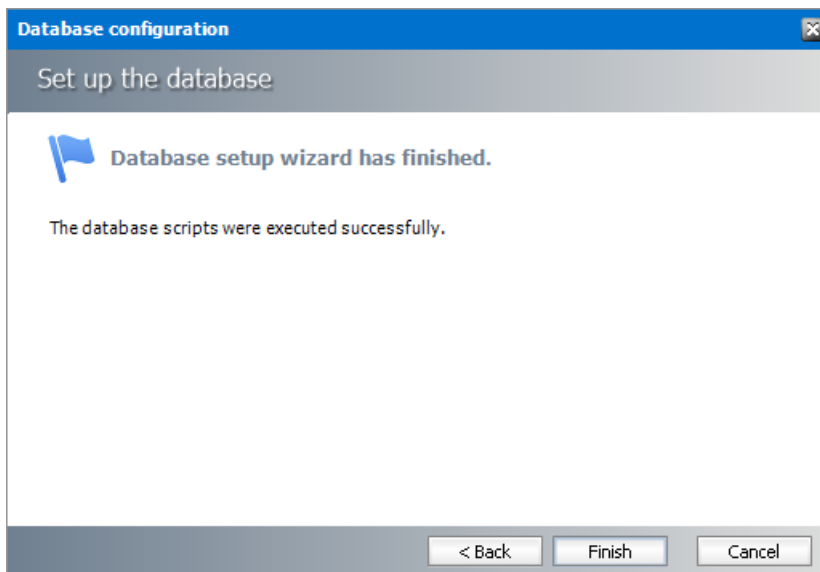 Database configuration
Set up the database
Database setup wizard has finished.
The database scripts were executed successfully.
< Back Finish Cancel